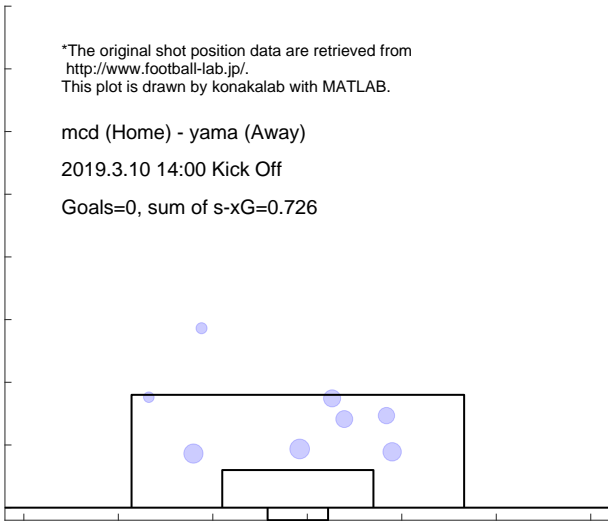 *The original shot position data are retrieved from
http://www.football-lab.jp/.
This plot is drawn by konakalab with MATLAB.
mcd (Home) - yama (Away)
2019.3.10 14:00 Kick Off
Goals=0, sum of s-xG=0.726